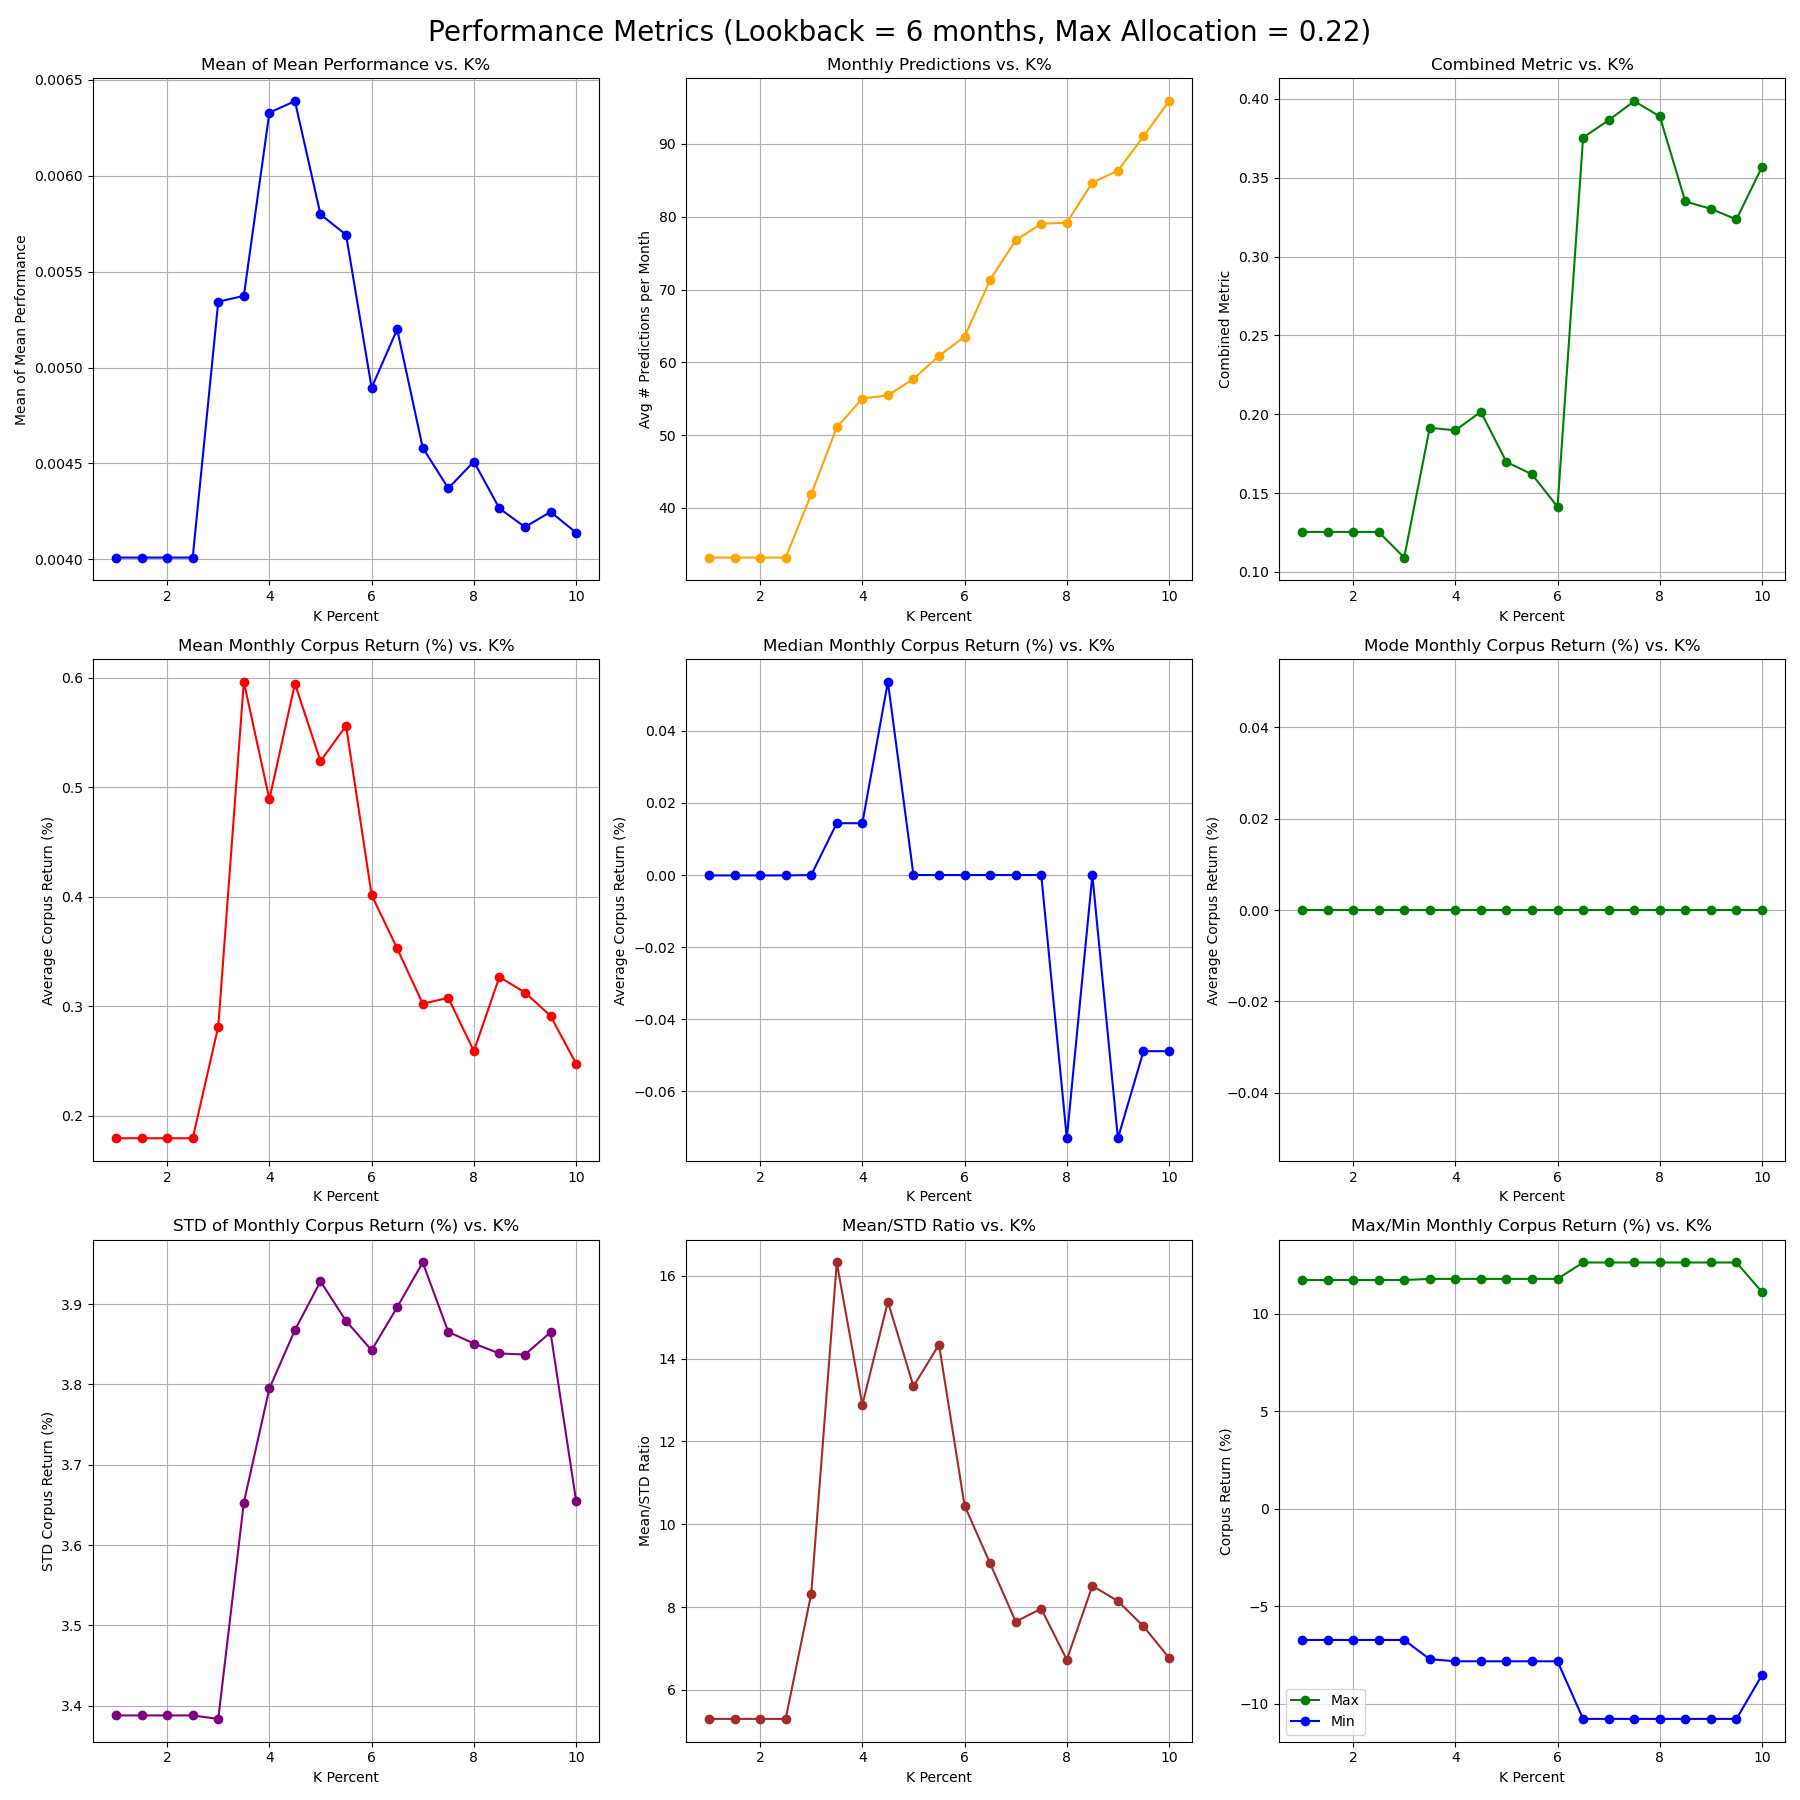 Performance Metrics (Lookback = 6 months, Max Allocation = 0.22)
Mean of Mean Performance vs. K%
Mean of Mean Performance
0.0065
0.0060
0.0055
0.0050
0.0045
0.0040
2 4 6 8 10
K Percent
Monthly Predictions vs. K%
Avg # Predictions per Month
90
80
70
60
50
40
2 4 6 8 10
K Percent
Combined Metric vs. K%
Combined Metric
0.40
0.35
0.30
0.25
0.20
0.15
0.10
2 4 6 8 10
K Percent
Mean Monthly Corpus Return (%) vs. K%
Average Corpus Return (%)
0.6
0.5
0.4
0.3
0.2
2 4 6 8 10
K Percent
Median Monthly Corpus Return (%) vs. K%
Average Corpus Return (%)
0.04
0.02
0.00
−0.02
−0.04
−0.06
2 4 6 8 10
K Percent
Mode Monthly Corpus Return (%) vs. K%
Average Corpus Return (%)
0.04
0.02
0.00
−0.02
−0.04
2 4 6 8 10
K Percent
STD of Monthly Corpus Return (%) vs. K%
STD Corpus Return (%)
3.9
3.8
3.7
3.6
3.5
3.4
2 4 6 8 10
K Percent
Mean/STD Ratio vs. K%
Mean/STD Ratio
16
14
12
10
8
6
2 4 6 8 10
K Percent
Max/Min Monthly Corpus Return (%) vs. K%
Corpus Return (%)
10
5
0
−5
−10
Max
Min
2 4 6 8 10
K Percent